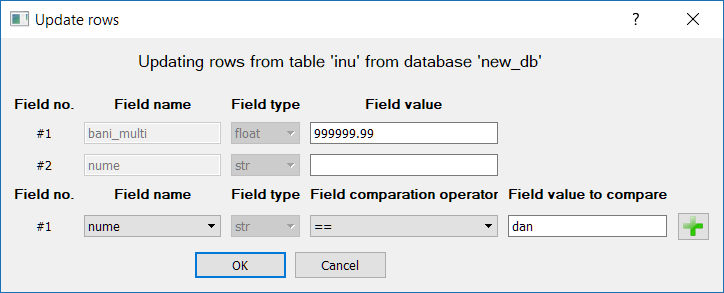 Update rows
Updating rows from table 'inu' from database 'new_db'
Field no. Field name Field type Field value
#1 bani_multi float 999999.99
#2 nume str
Field no. Field name Field type Field comparation operator Field value to compare
#1 nume str == dan
OK Cancel